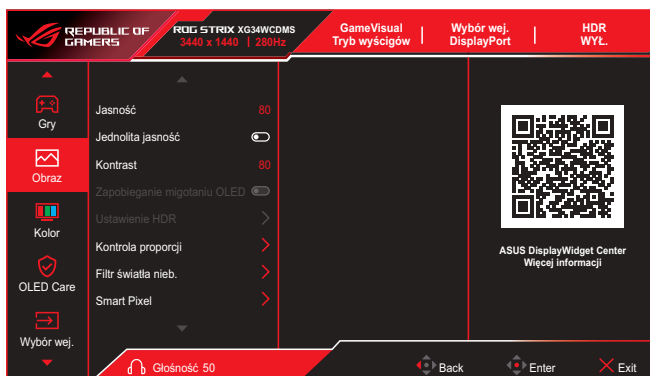 REPUBLIC OF
GAMERS
ROG STRIX XG34WCDMS
3440 x 1440 | 280Hz
GameVisual
Tryb wyścigów
Wybór wej.
DisplayPort
HDR
WYŁ.
Gry
Obraz
Kolor
OLED Care
Wybór wej.
Jasność 80
Jednolita jasność
Kontrast 80
Zapobieganie migotaniu OLED
Ustawienie HDR
Kontrola proporcji
Filtr światła nieb.
Smart Pixel
ASUS DisplayWidget Center
Więcej informacji
Głośność 50
Back
Enter
Exit